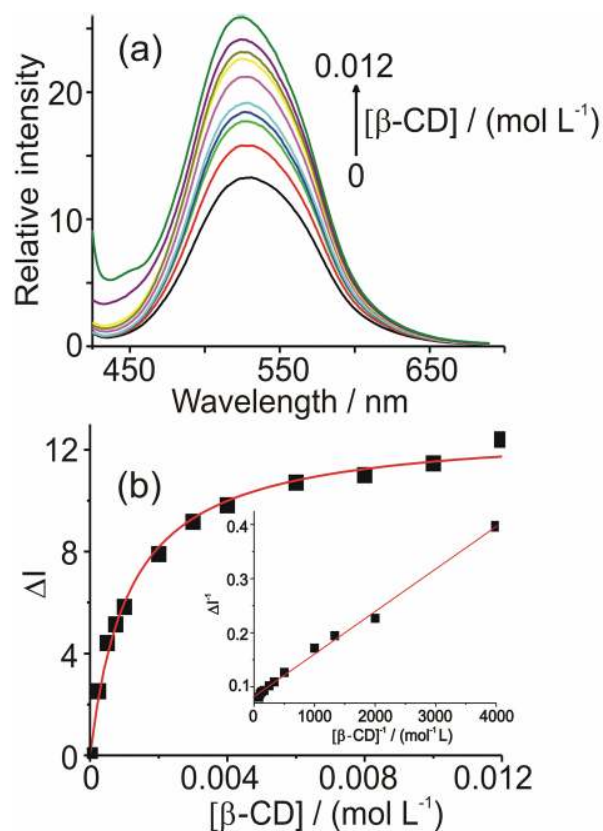 (a)
Relative intensity
20
10
0
0.012
[β-CD] / (mol L⁻¹)
0
450 550 650
Wavelength / nm
(b)
ΔI
12
8
4
0
ΔI⁻¹
0.4
0.3
0.2
0.1
0 1000 2000 3000 4000
[β-CD]⁻¹ / (mol⁻¹ L)
0 0.004 0.008 0.012
[β-CD] / (mol L⁻¹)